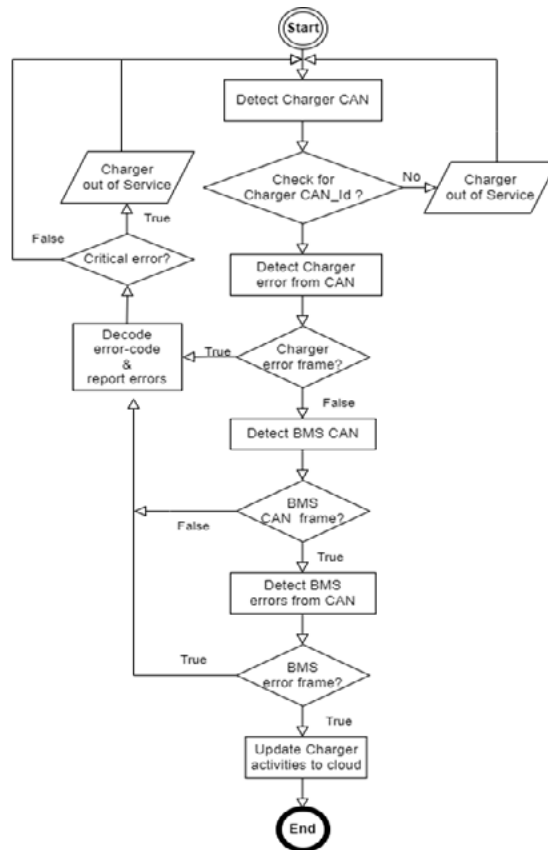 Start
Detect Charger CAN
Charger
out of Service
Check for
Charger CAN_Id ?
No
Charger
out of Service
True
False
Critical error?
Detect Charger
error from CAN
Decode
error-code
&
report errors
True
Charger
error frame?
False
Detect BMS CAN
BMS
CAN frame?
False
True
Detect BMS
errors from CAN
True
BMS
error frame?
True
Update Charger
activities to cloud
End